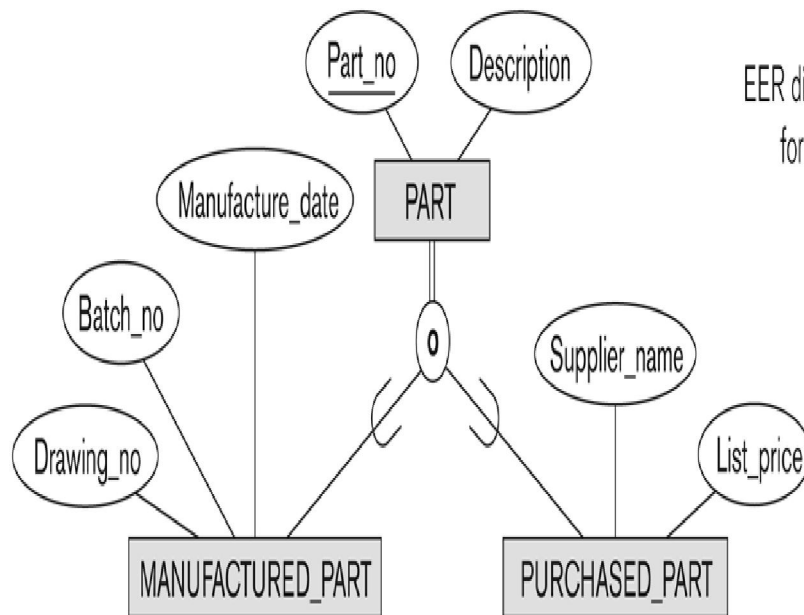 Part_no
Description
EER di
for
Manufacture_date
PART
Batch_no
o
Supplier_name
Drawing_no
List_price
MANUFACTURED_PART
PURCHASED_PART